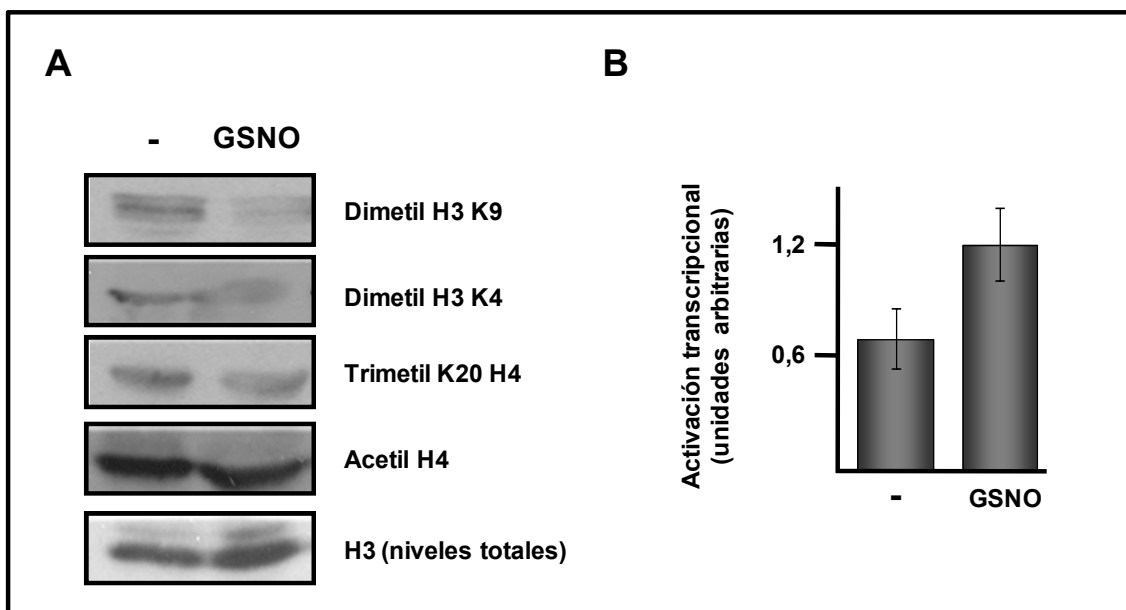 A
- GSNO
Dimetil H3 K9
Dimetil H3 K4
Trimetil K20 H4
Acetil H4
H3 (niveles totales)
B
Activación transcripcional
(unidades arbitrarias)
1,2
0,6
- GSNO